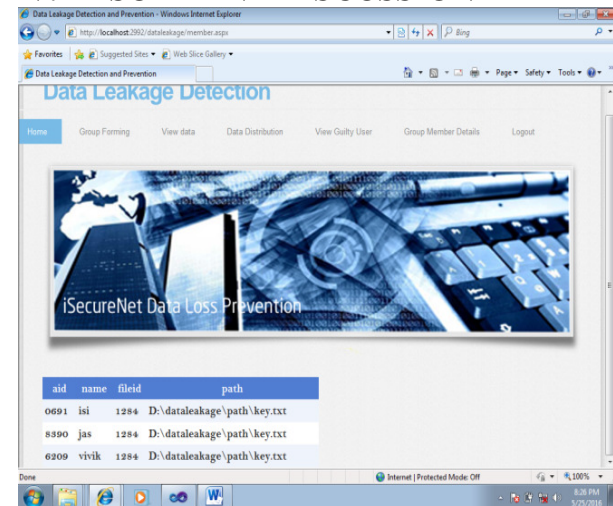 Data Leakage Detection and Prevention - Windows Internet Explorer
http://localhost:2992/dataleakage/member.aspx
Bing
Favorites Suggested Sites Web Slice Gallery
Data Leakage Detection and Prevention
Page Safety Tools
Data Leakage Detection
Home Group Forming View data Data Distribution View Guilty User Group Member Details Logout
iSecureNet Data Loss Prevention
aid name fileid path
0691 isi 1284 D:\dataleakage\path\key.txt
8390 jas 1284 D:\dataleakage\path\key.txt
6209 vivik 1284 D:\dataleakage\path\key.txt
Done Internet | Protected Mode: Off 100%
8:26 PM
5/25/2016